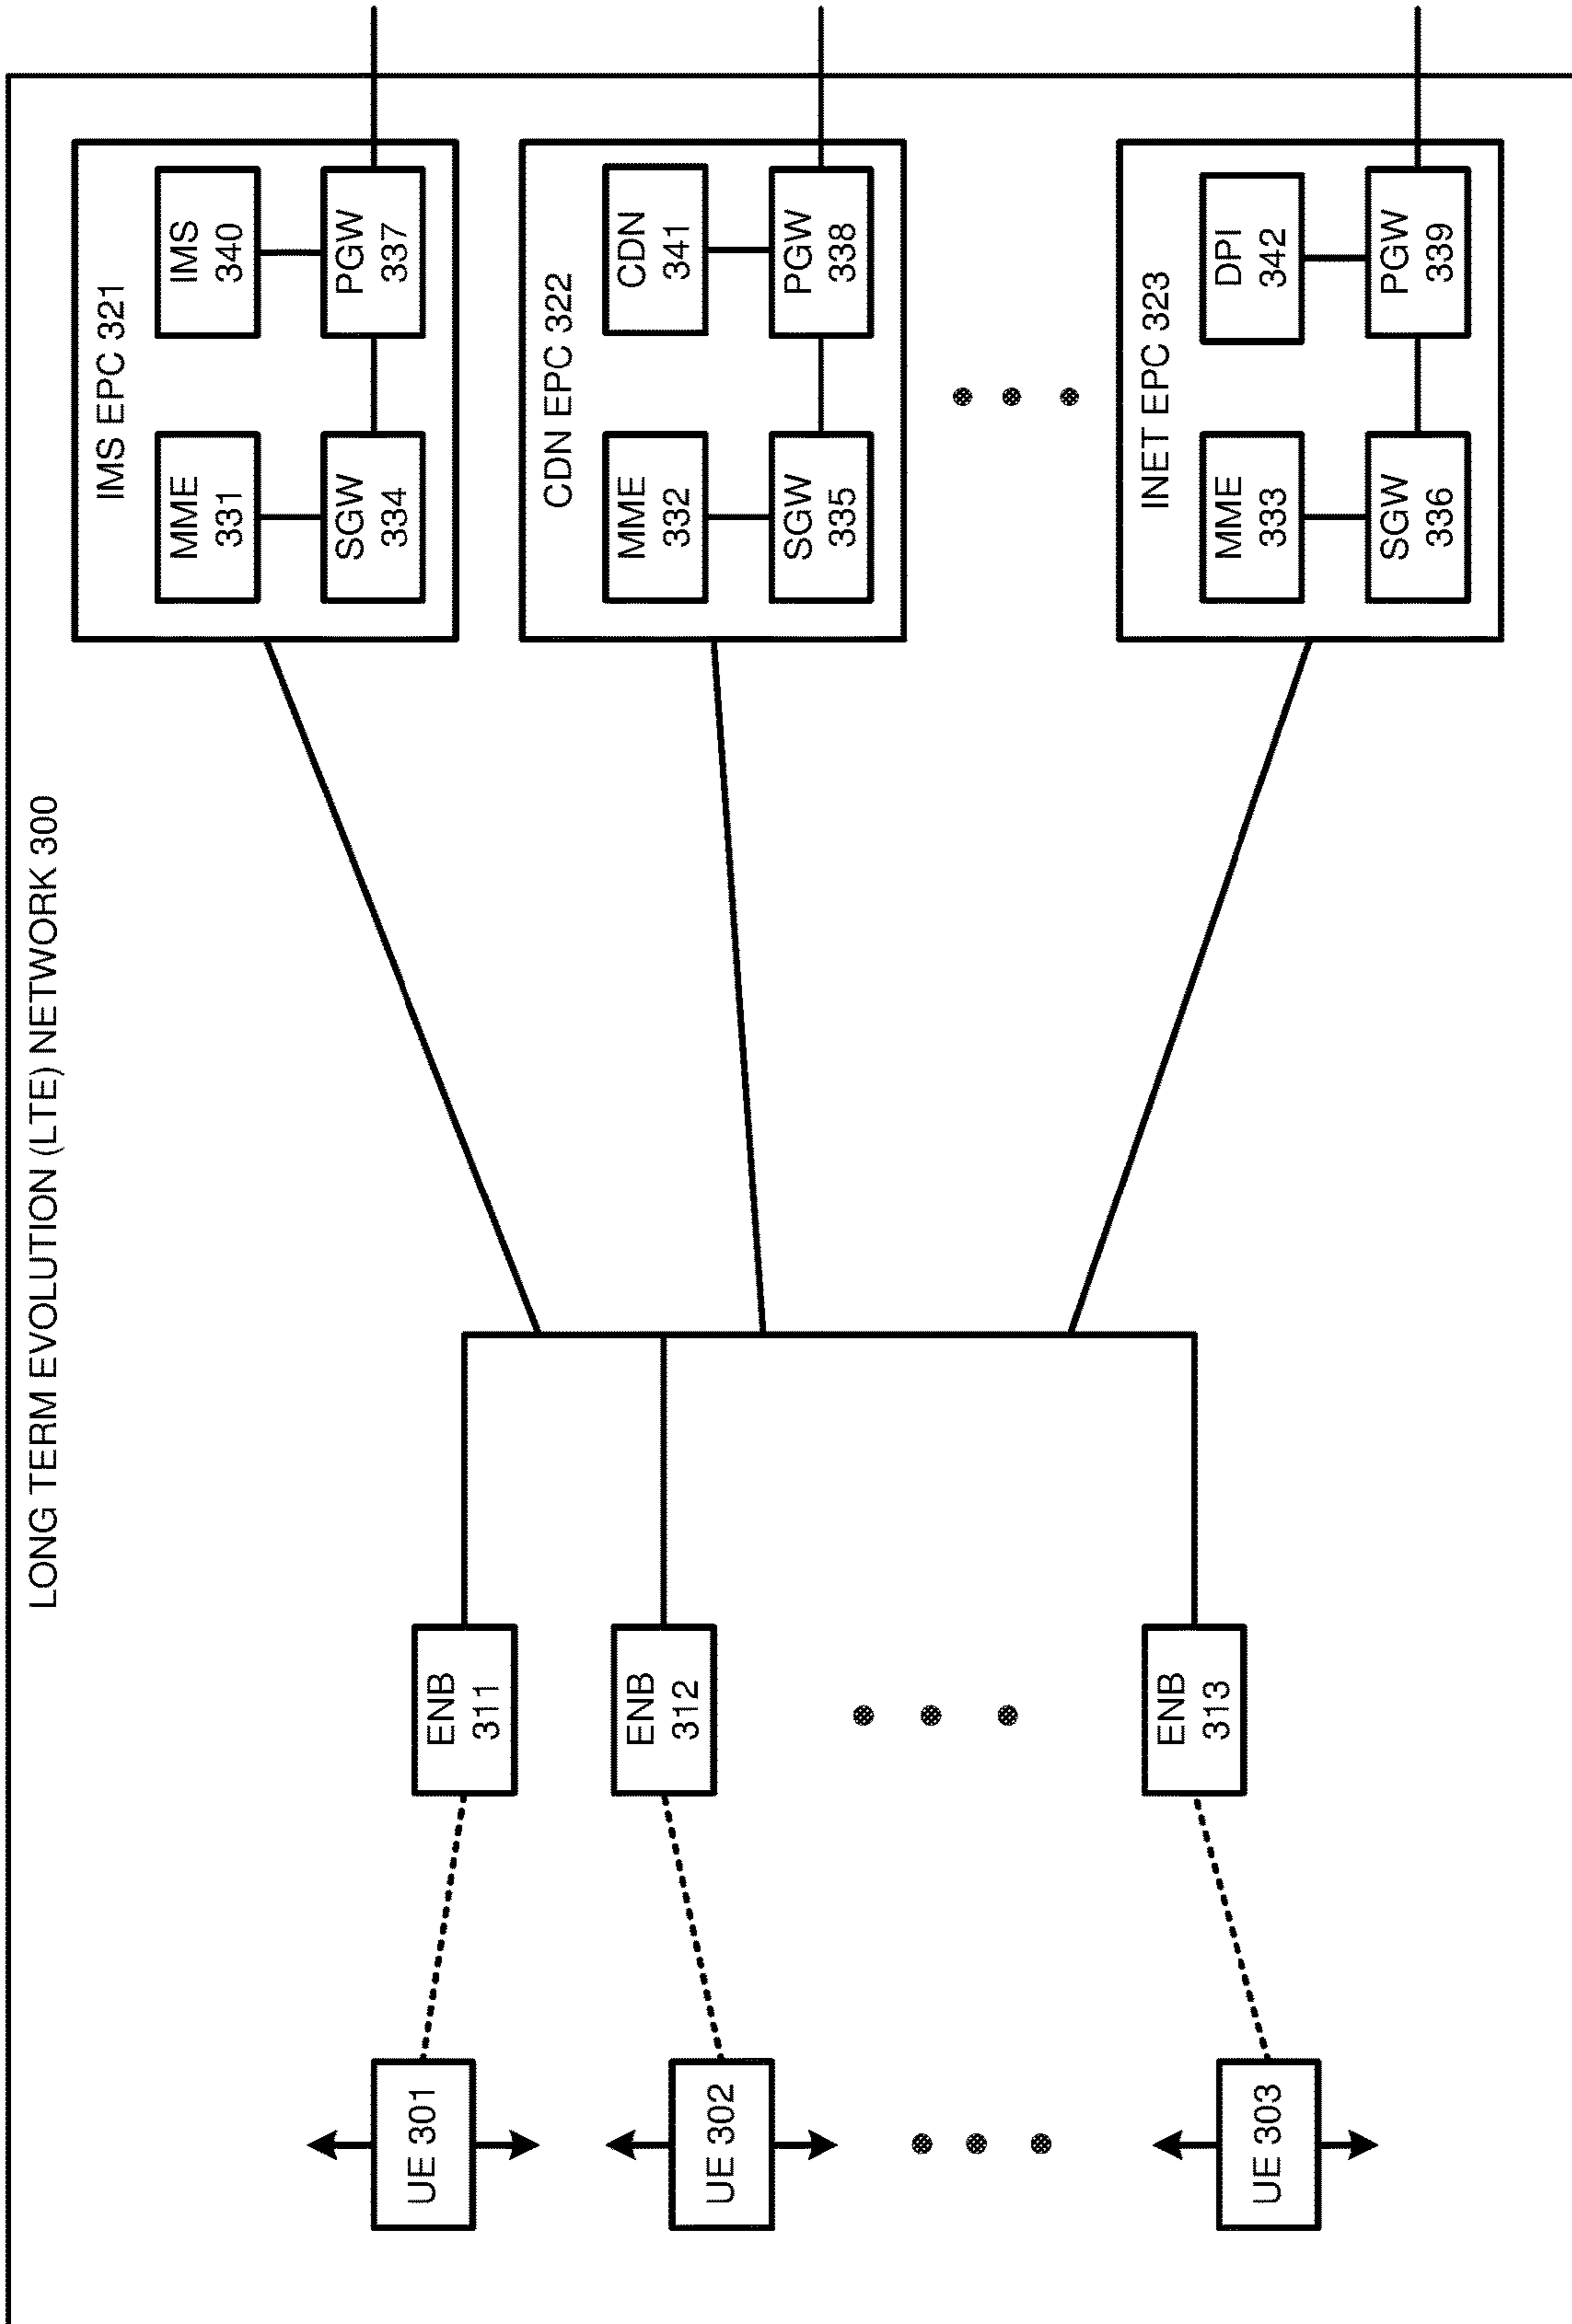 LONG TERM EVOLUTION (LTE) NETWORK 300
UE 301
UE 302
UE 303
ENB
311
ENB
312
ENB
313
IMS EPC 321
MME
331
IMS
340
SGW
334
PGW
337
CDN EPC 322
MME
332
CDN
341
SGW
335
PGW
338
INET EPC 323
MME
333
DPI
342
SGW
336
PGW
339